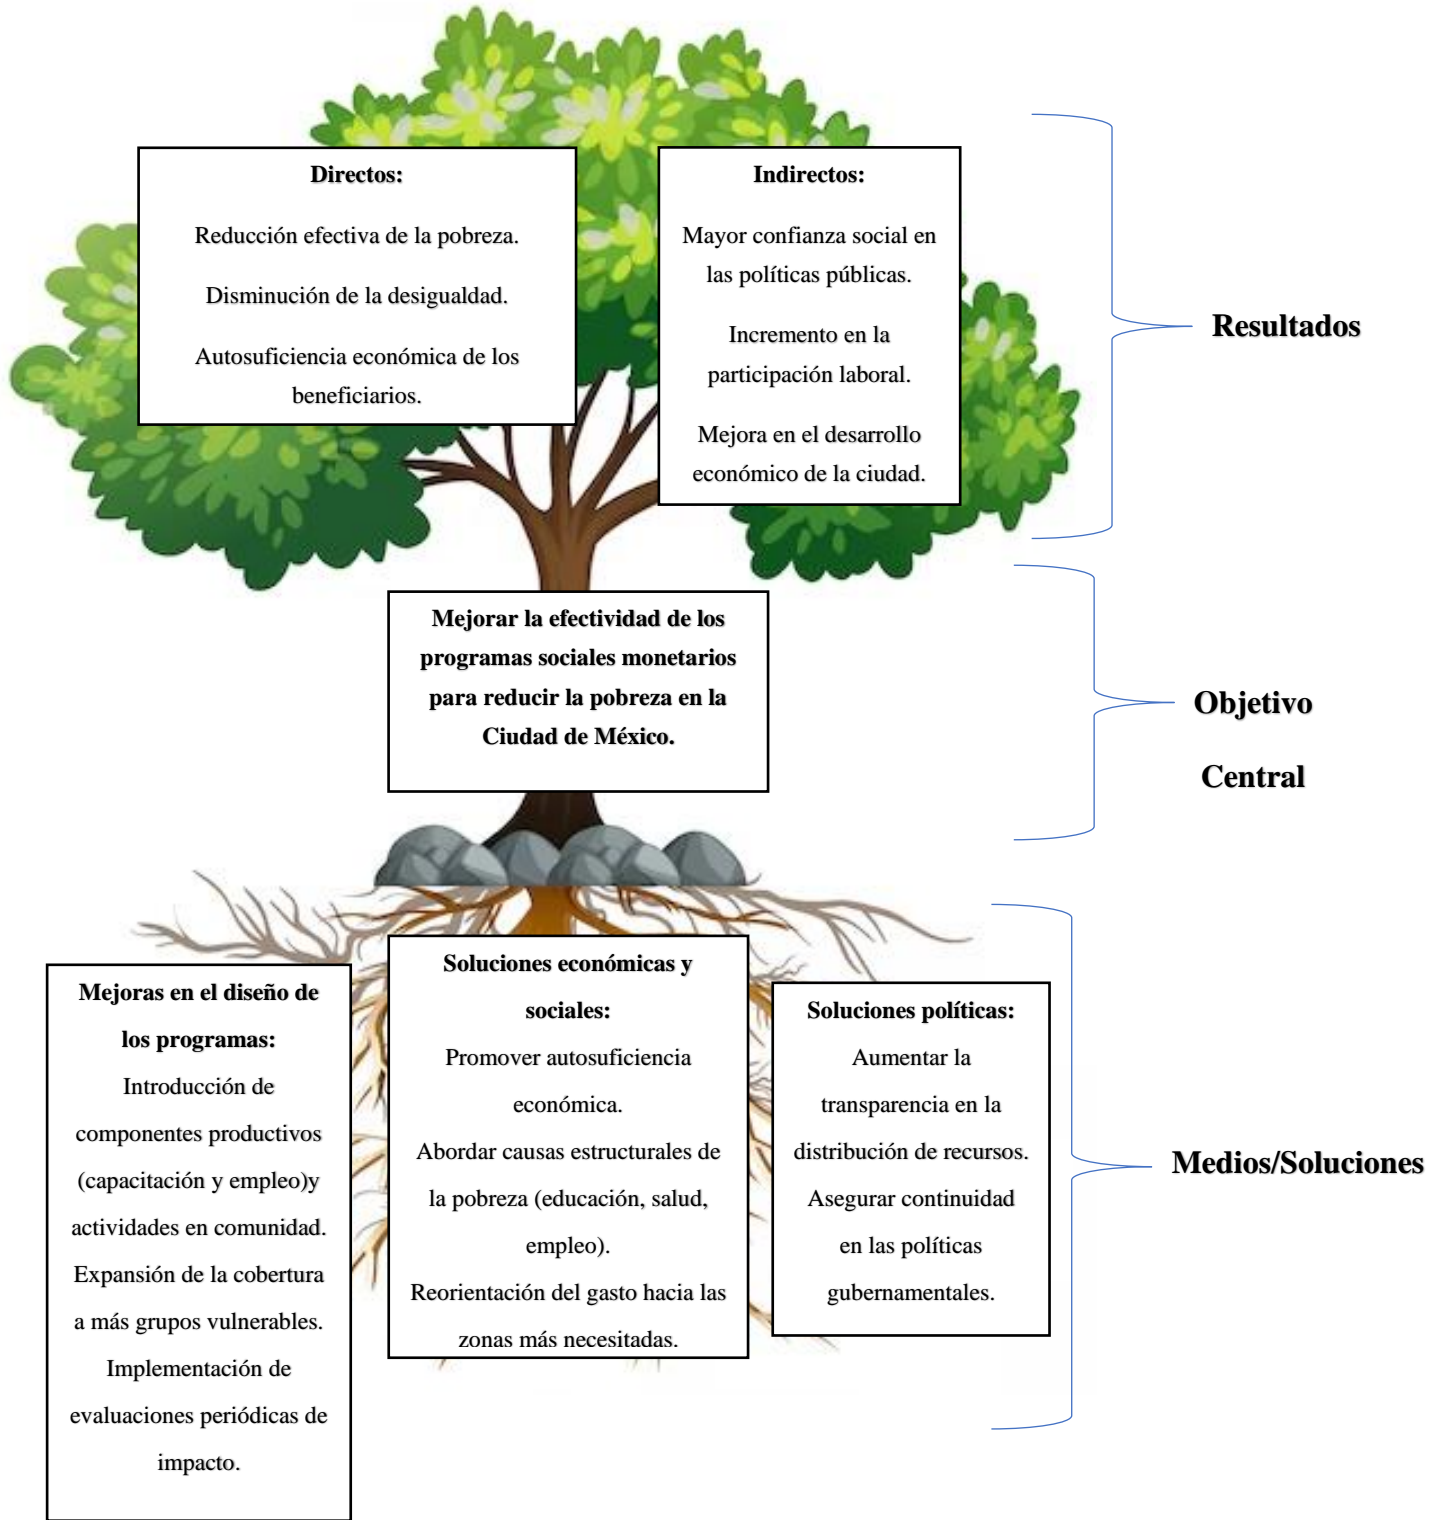 Directos:
Reducción efectiva de la pobreza.
Disminución de la desigualdad.
Autosuficiencia económica de los
beneficiarios.
Indirectos:
Mayor confianza social en
las políticas públicas.
Incremento en la
participación laboral.
Mejora en el desarrollo
económico de la ciudad.
Resultados
Mejorar la efectividad de los
programas sociales monetarios
para reducir la pobreza en la
Ciudad de México.
Objetivo
Central
Mejoras en el diseño de
los programas:
Introducción de
componentes productivos
(capacitación y empleo)y
actividades en comunidad.
Expansión de la cobertura
a más grupos vulnerables.
Implementación de
evaluaciones periódicas de
impacto.
Soluciones económicas y
sociales:
Promover autosuficiencia
económica.
Abordar causas estructurales de
la pobreza (educación, salud,
empleo).
Reorientación del gasto hacia las
zonas más necesitadas.
Soluciones políticas:
Aumentar la
transparencia en la
distribución de recursos.
Asegurar continuidad
en las políticas
gubernamentales.
Medios/Soluciones